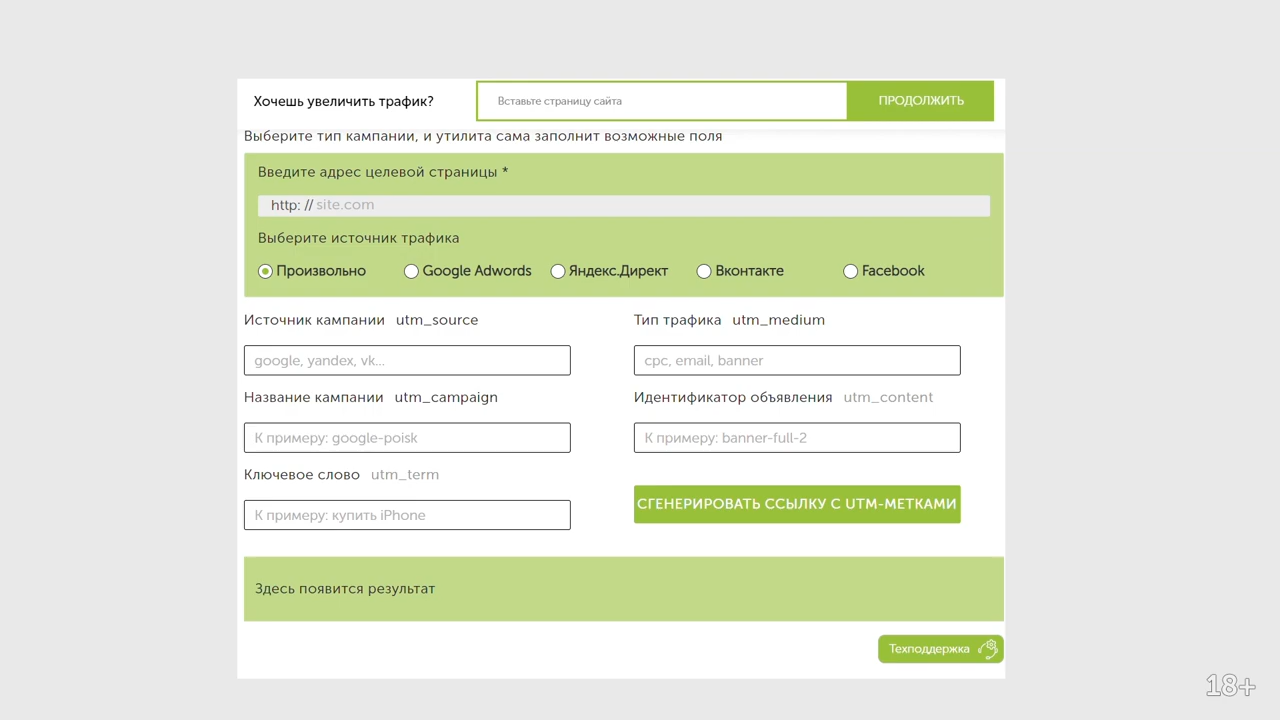 Хочешь увеличить трафик?
Вставьте страницу сайта
ПРОДОЛЖИТЬ
Выберите тип кампании, и утилита сама заполнит возможные поля
Введите адрес целевой страницы *
http: // site.com
Выберите источник трафика
Произвольно Google Adwords Яндекс.Директ Вконтакте Facebook
Источник кампании utm_source
Тип трафика utm_medium
google, yandex, vk...
cpc, email, banner
Название кампании utm_campaign
Идентификатор объявления utm_content
К примеру: google-poisk
К примеру: banner-full-2
Ключевое слово utm_term
К примеру: купить iPhone
СГЕНЕРИРОВАТЬ ССЫЛКУ С UTM-МЕТКАМИ
Здесь появится результат
Техподдержка
18+